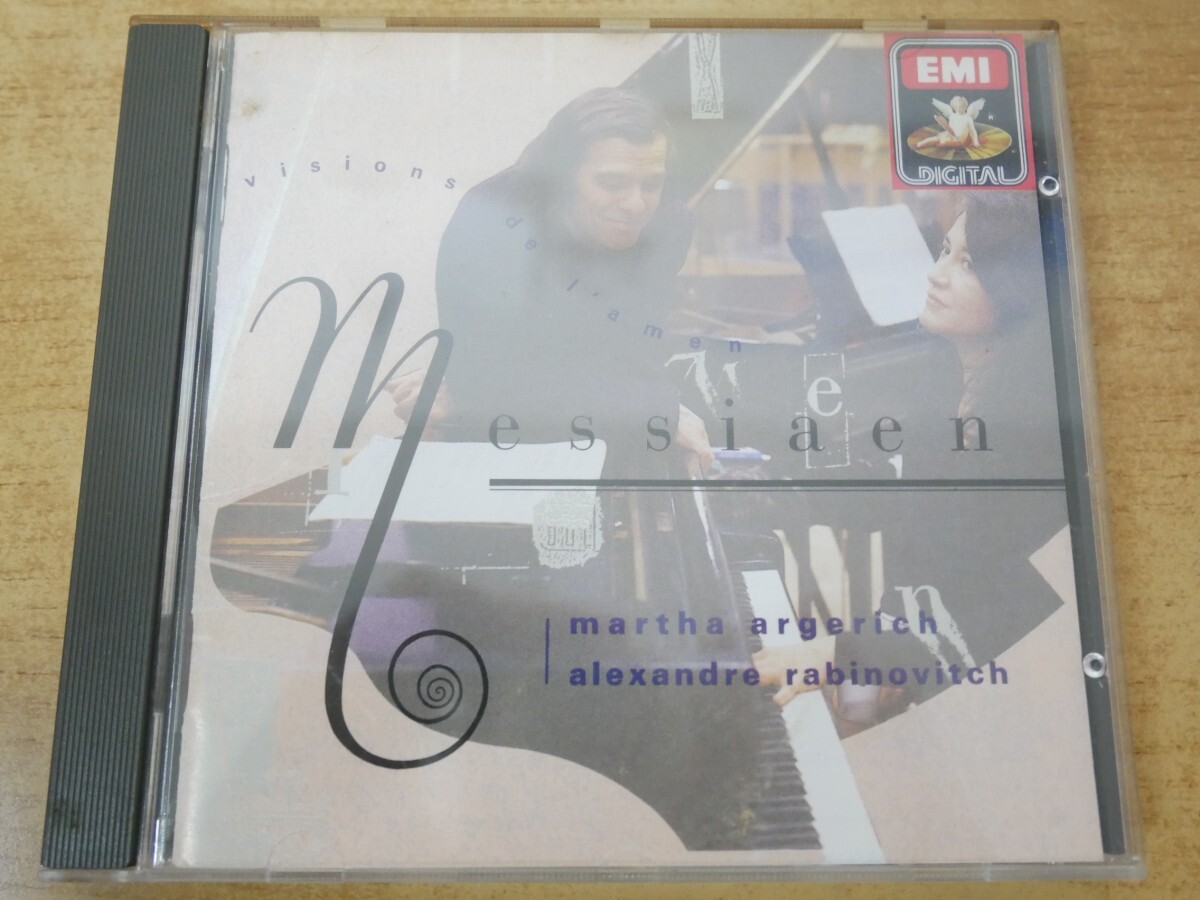 EMI
DIGITAL
visions de l'amen
Messiaen
martha argerich
alexandre rabinovitch